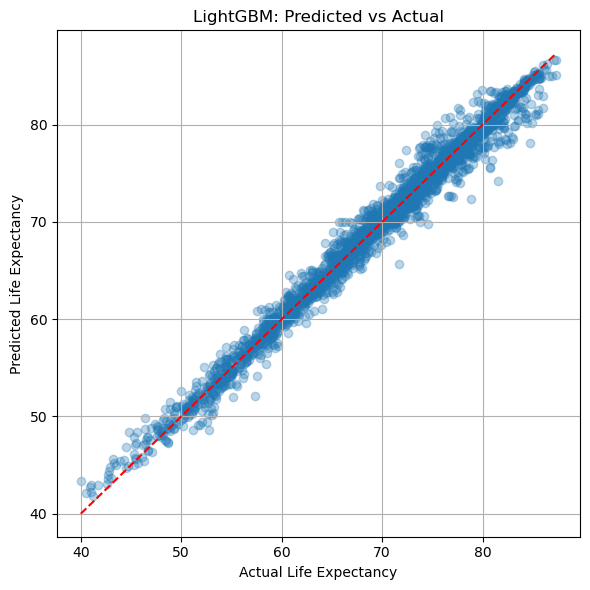 LightGBM: Predicted vs Actual
Predicted Life Expectancy
80
70
60
50
40
40 50 60 70 80
Actual Life Expectancy